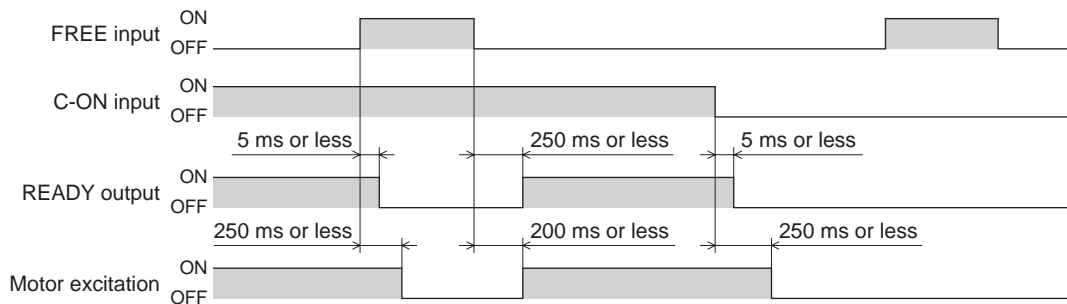 ON
FREE input
OFF
ON
C-ON input
OFF
5 ms or less
250 ms or less
5 ms or less
ON
READY output
OFF
250 ms or less
200 ms or less
250 ms or less
ON
Motor excitation
OFF